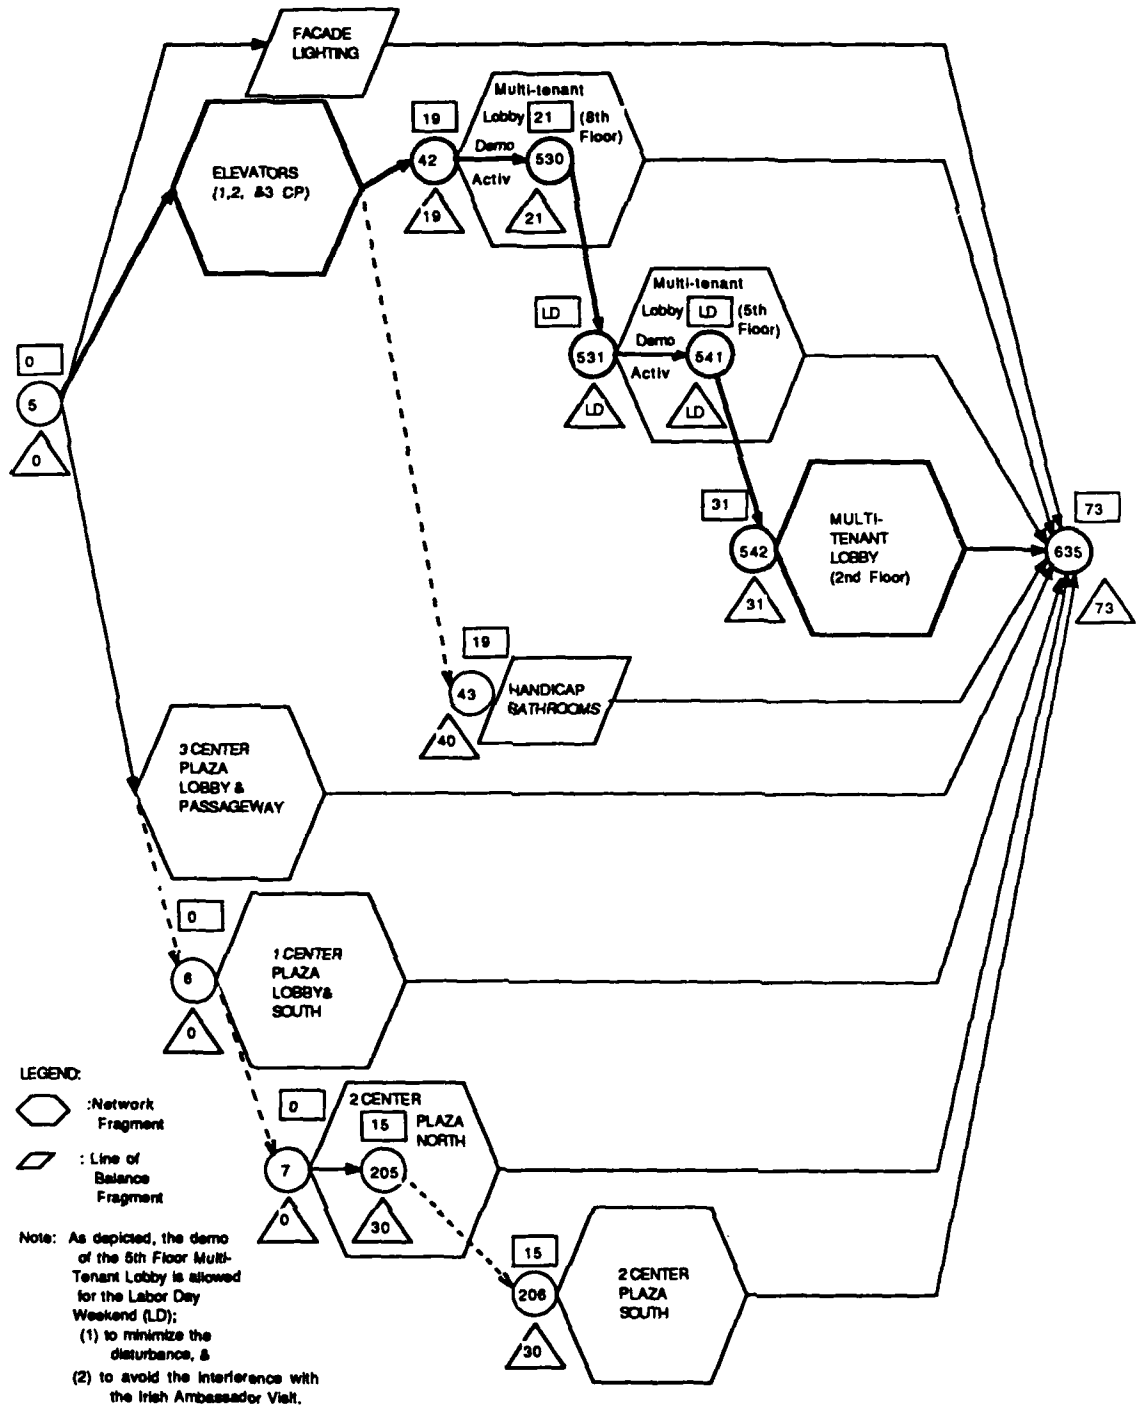 FACADE
LIGHTING
ELEVATORS
(1,2, &3 CP)
19
42
19
Multi-tenant
Lobby 21 (8th
Floor)
Demo
Activ
530
21
LD
531
LD
Multi-tenant
Lobby LD (5th
Floor)
Demo
Activ
541
LD
0
5
0
31
542
31
MULTI-
TENANT
LOBBY
(2nd Floor)
73
635
73
19
43
40
HANDICAP
BATHROOMS
3 CENTER
PLAZA
LOBBY &
PASSAGEWAY
0
6
0
1 CENTER
PLAZA
LOBBY&
SOUTH
0
7
0
2 CENTER
PLAZA
NORTH
15
205
30
15
206
30
2 CENTER
PLAZA
SOUTH
LEGEND:
:Network
Fragment
: Line of
Balance
Fragment
Note: As depicted, the demo
of the 5th Floor Multi-
Tenant Lobby is allowed
for the Labor Day
Weekend (LD);
(1) to minimize the
disturbance, &
(2) to avoid the interference with
the Irish Ambassador Visit.